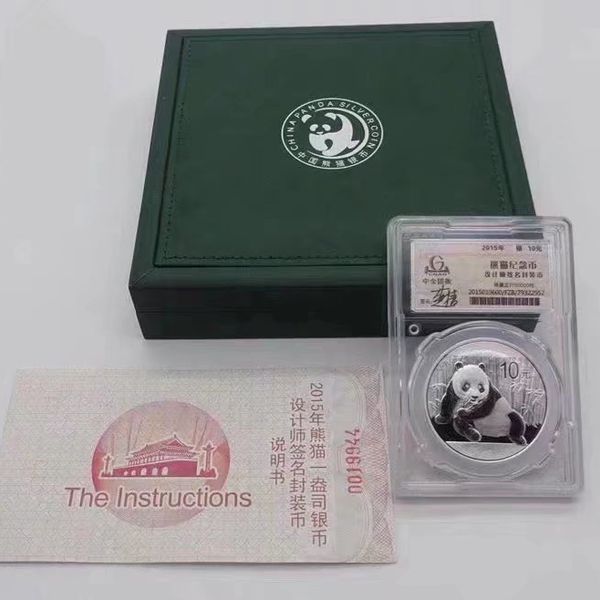 CHINA PANDA SILVER COIN
中国熊猫银币
2015年 猫 10元
熊猫纪念币
设计师签名封装币
中金国衡
10元
2015年熊猫一盎司银币
设计师签名封装币
说明书
0019974
The Instructions